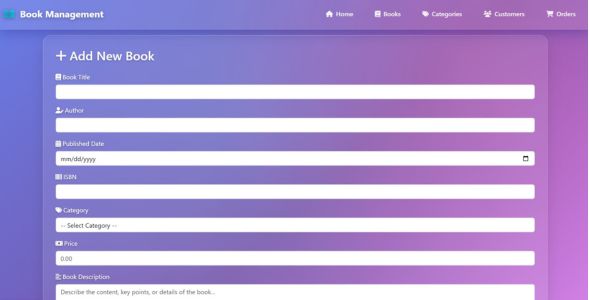 Book Management
Home
Books
Categories
Customers
Orders
Add New Book
Book Title
Author
Published Date
mm/dd/yyyy
ISBN
Category
-- Select Category --
Price
0.00
Book Description
Describe the content, key points, or details of the book...